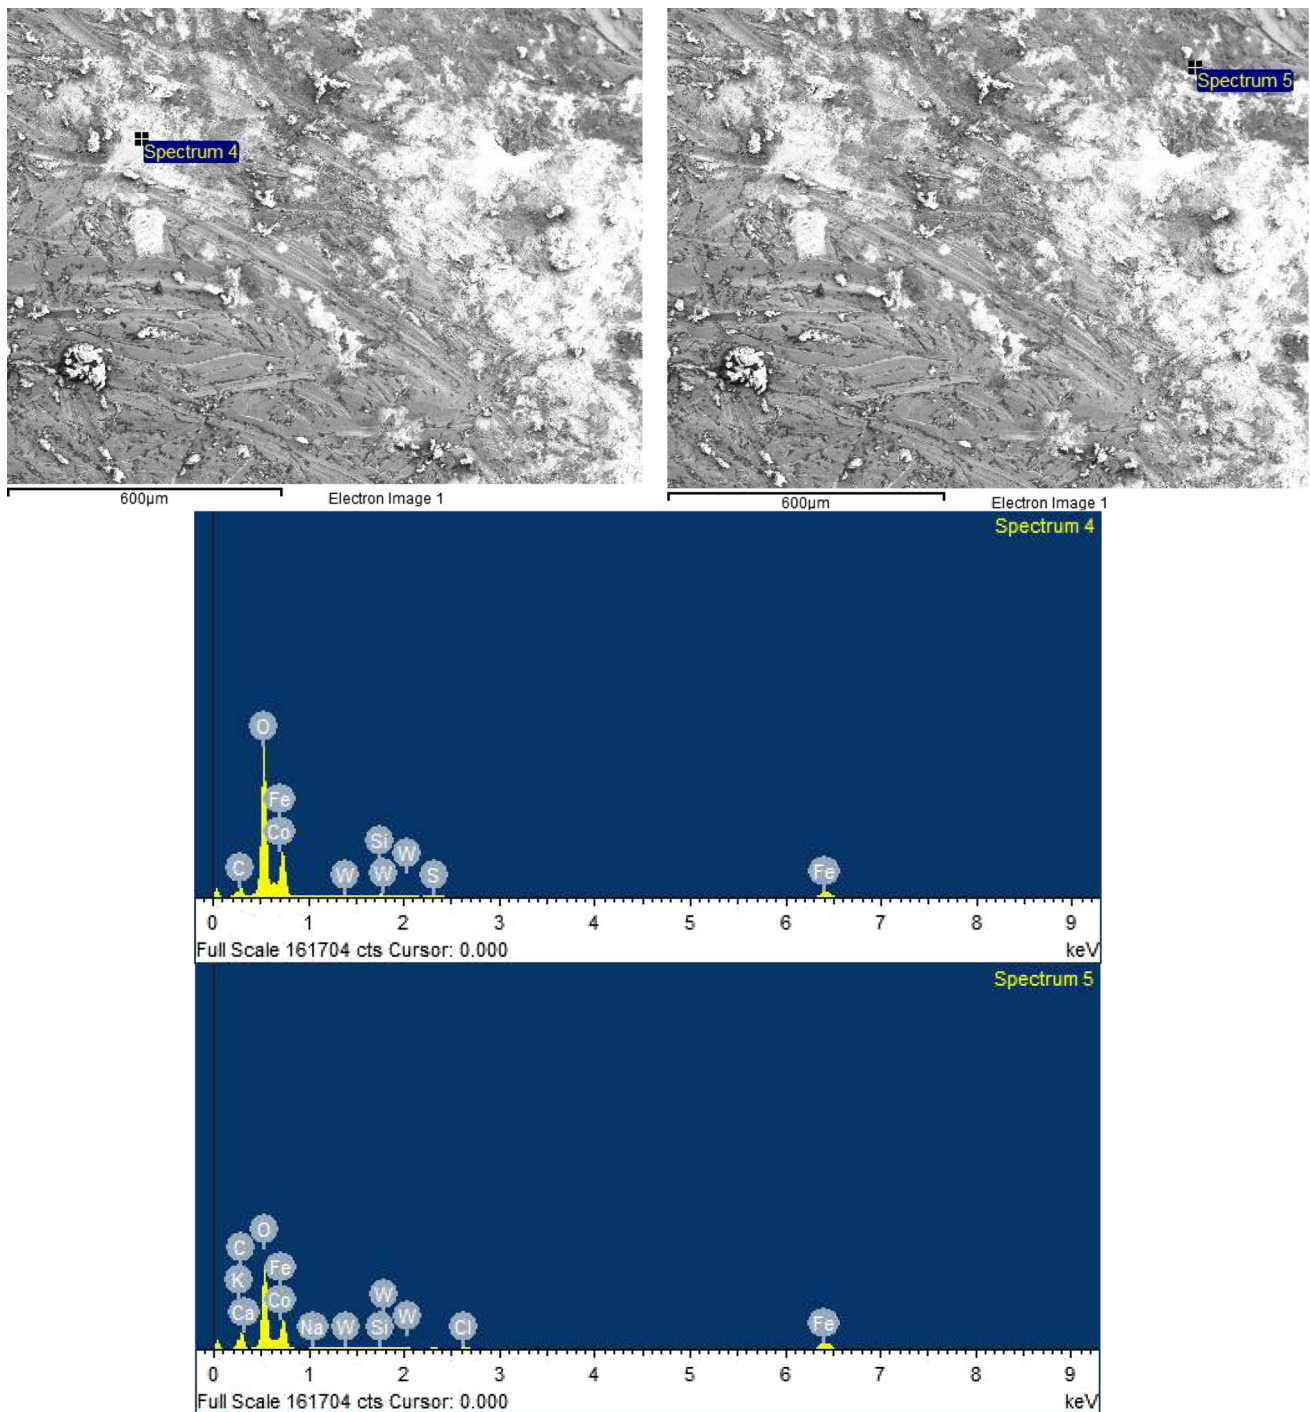 Spectrum 4
Spectrum 5
600µm Electron Image 1
600µm Electron Image 1
Spectrum 4
O
Fe
Co
Si
W
C
W
W
S
Fe
0 1 2 3 4 5 6 7 8 9
Full Scale 161704 cts Cursor: 0.000 keV
Spectrum 5
O
C
Fe
K
W
Co
Ca
W
Na
W
Si
Cl
Fe
0 1 2 3 4 5 6 7 8 9
Full Scale 161704 cts Cursor: 0.000 keV